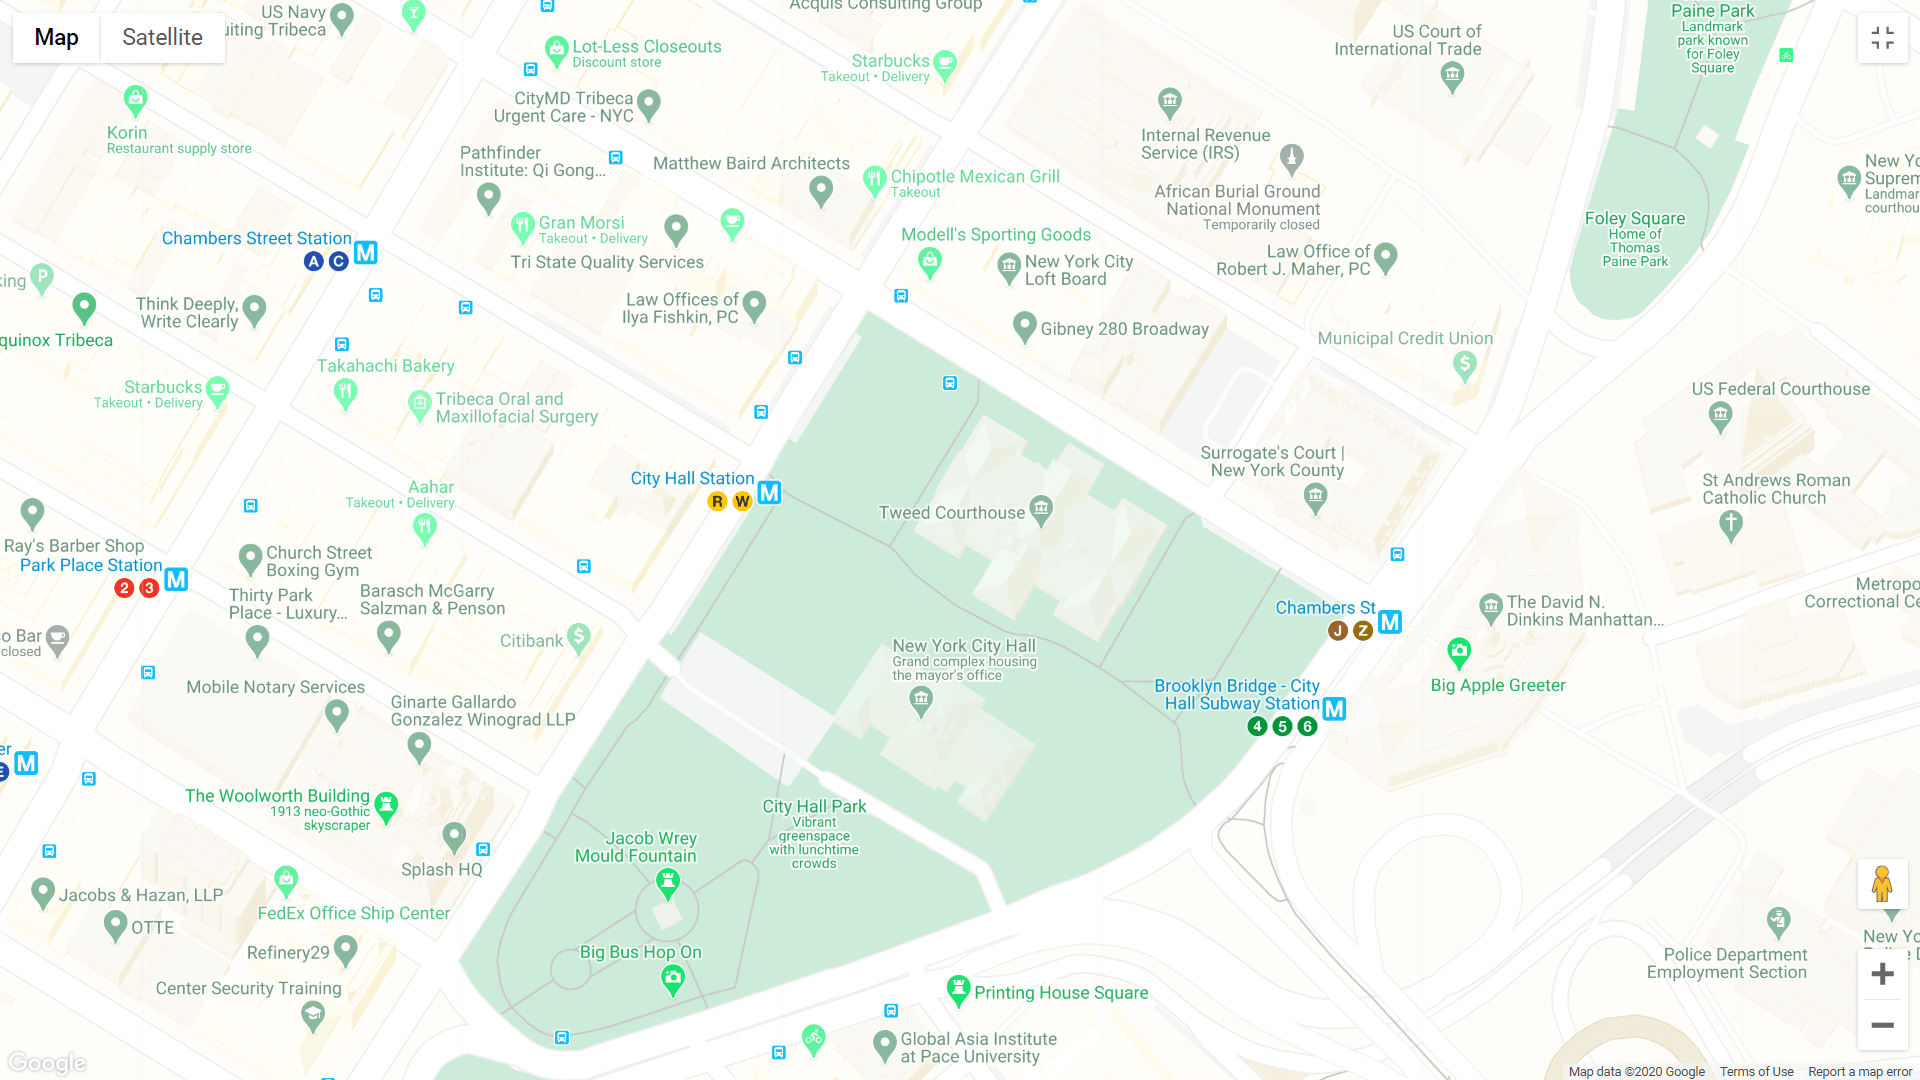 Map
Satellite
US Navy
uiting Tribeca
Acquis Consulting Group
Lot-Less Closeouts
Discount store
Starbucks
Takeout • Delivery
US Court of
International Trade
Paine Park
Landmark
park known
for Foley
Square
Korin
Restaurant supply store
CityMD Tribeca
Urgent Care - NYC
Pathfinder
Institute: Qi Gong...
Matthew Baird Architects
Chipotle Mexican Grill
Takeout
Internal Revenue
Service (IRS)
African Burial Ground
National Monument
Temporarily closed
New Yo
Suprem
Landmar
courthou
Foley Square
Home of
Thomas
Paine Park
Chambers Street Station
A C
M
Gran Morsi
Takeout • Delivery
Tri State Quality Services
Modell's Sporting Goods
New York City
Loft Board
Law Office of
Robert J. Maher, PC
king
P
Think Deeply,
Write Clearly
Law Offices of
Ilya Fishkin, PC
Gibney 280 Broadway
quinox Tribeca
Municipal Credit Union
Takahachi Bakery
Starbucks
Takeout • Delivery
Tribeca Oral and
Maxillofacial Surgery
US Federal Courthouse
Surrogate's Court |
New York County
City Hall Station
R W
M
Aahar
Takeout • Delivery
Tweed Courthouse
St Andrews Roman
Catholic Church
Ray's Barber Shop
Park Place Station
2 3
M
Church Street
Boxing Gym
Thirty Park
Place - Luxury...
Barasch McGarry
Salzman & Penson
Citibank
Chambers St
J Z
M
The David N.
Dinkins Manhattan...
Metropo
Correctional Ce
so Bar
closed
New York City Hall
Grand complex housing
the mayor's office
Big Apple Greeter
Brooklyn Bridge - City
Hall Subway Station
4 5 6
M
Mobile Notary Services
Ginarte Gallardo
Gonzalez Winograd LLP
er
E
M
The Woolworth Building
1913 neo-Gothic
skyscraper
City Hall Park
Vibrant
greenspace
with lunchtime
crowds
Jacob Wrey
Mould Fountain
Splash HQ
Jacobs & Hazan, LLP
OTTE
FedEx Office Ship Center
Refinery29
Big Bus Hop On
Center Security Training
Printing House Square
Police Department
Employment Section
New Yo
Global Asia Institute
at Pace University
Google
Map data ©2020 Google
Terms of Use
Report a map error